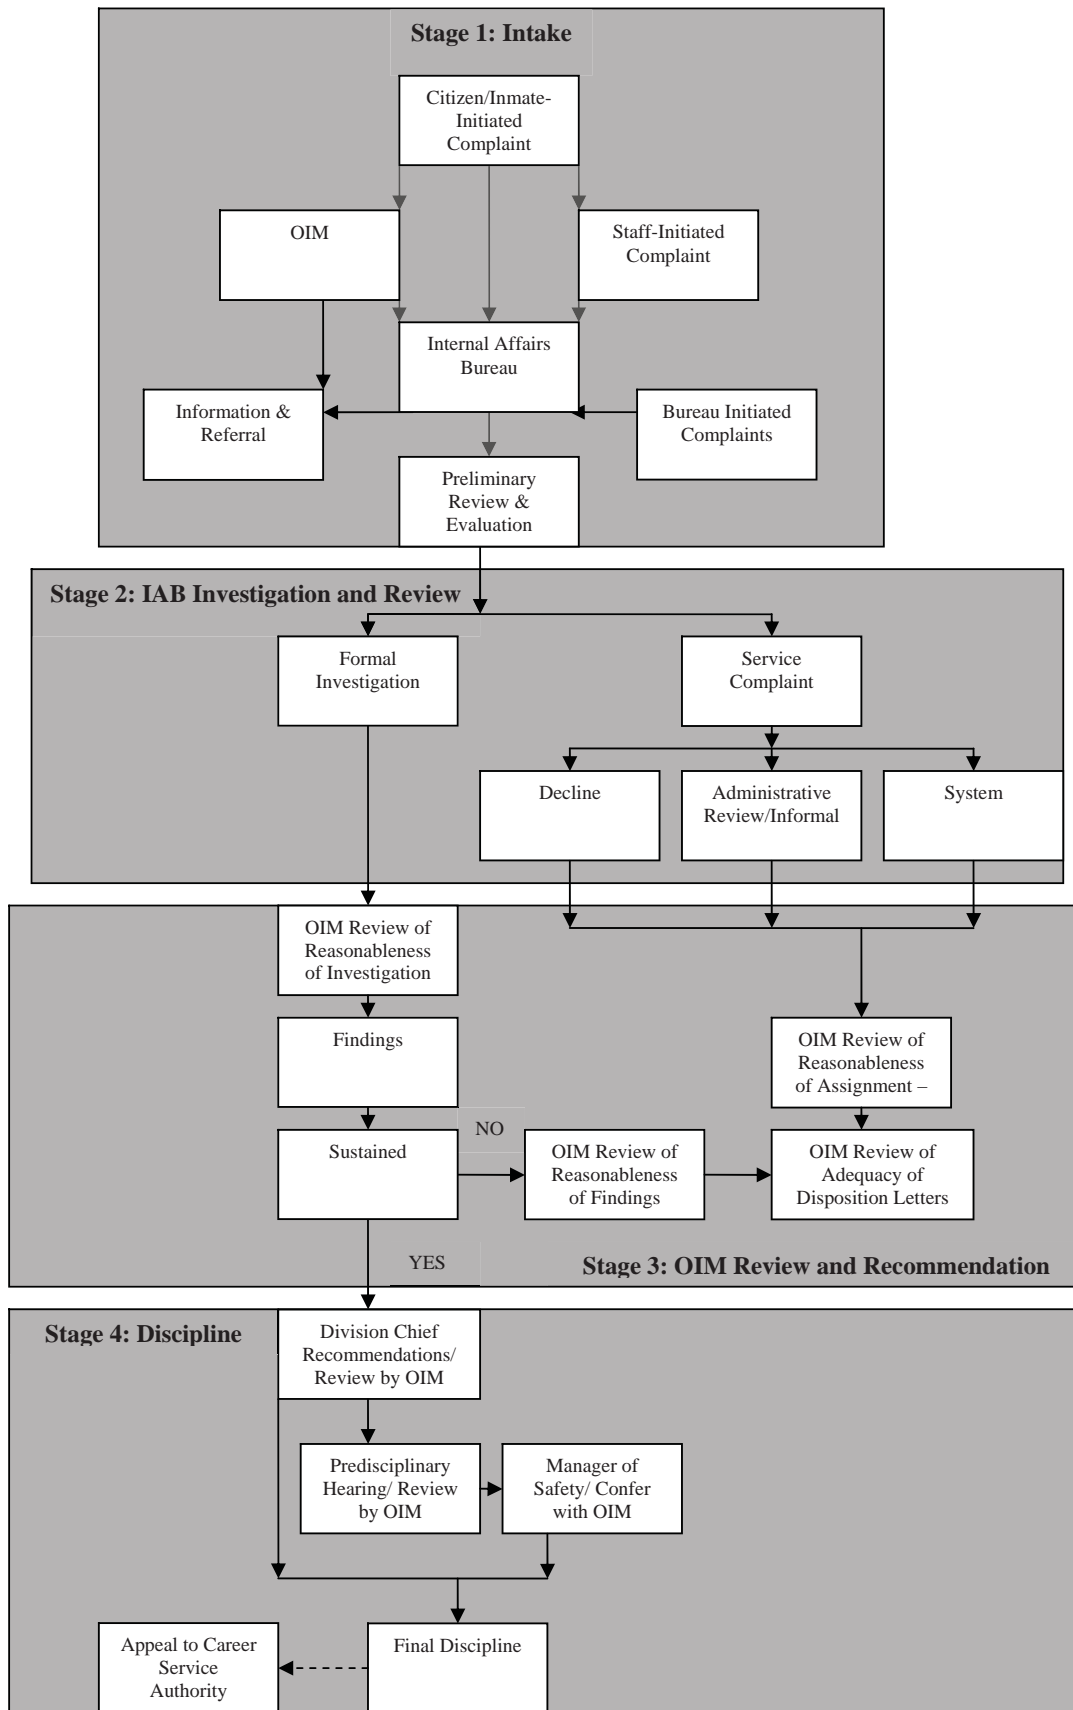 Stage 1: Intake
Citizen/Inmate-
Initiated
Complaint
OIM
Staff-Initiated
Complaint
Internal Affairs
Bureau
Information &
Referral
Bureau Initiated
Complaints
Preliminary
Review &
Evaluation
Stage 2: IAB Investigation and Review
Formal
Investigation
Service
Complaint
Decline
Administrative
Review/Informal
System
OIM Review of
Reasonableness
of Investigation
Findings
OIM Review of
Reasonableness
of Assignment –
Sustained
NO
OIM Review of
Reasonableness
of Findings
OIM Review of
Adequacy of
Disposition Letters
YES
Stage 3: OIM Review and Recommendation
Stage 4: Discipline
Division Chief
Recommendations/
Review by OIM
Predisciplinary
Hearing/ Review
by OIM
Manager of
Safety/ Confer
with OIM
Appeal to Career
Service
Authority
Final Discipline